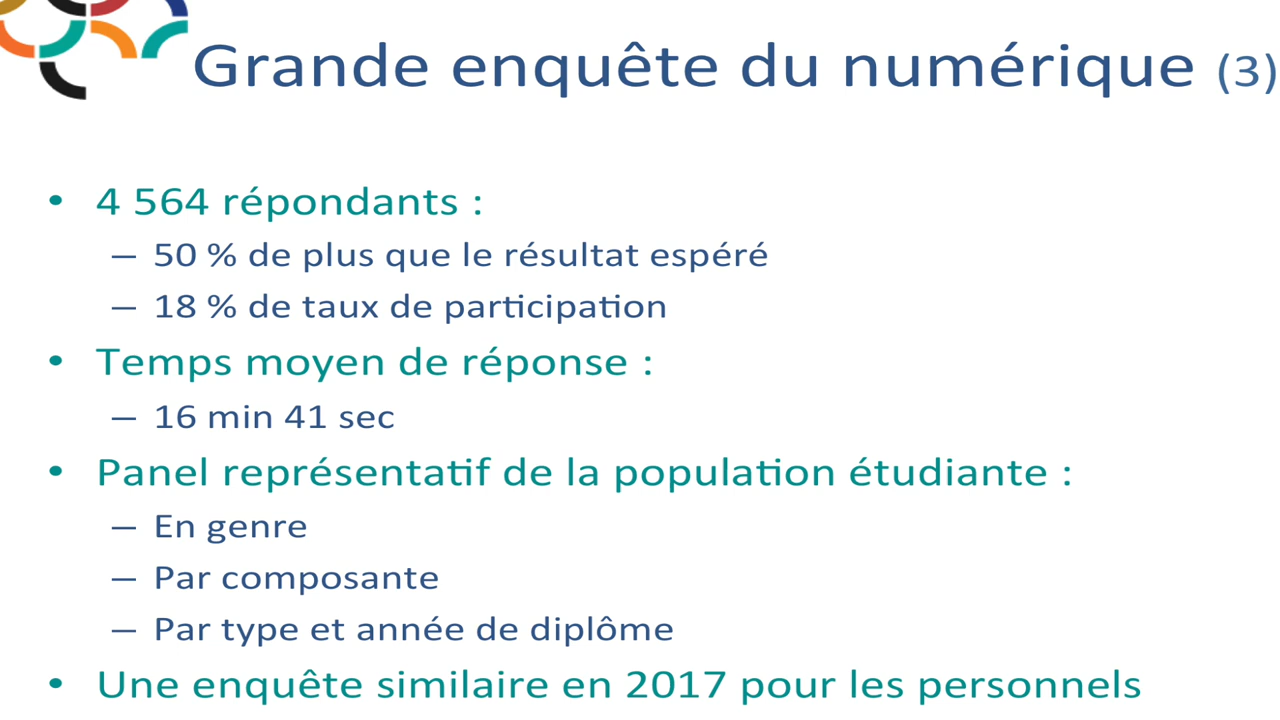 Grande enquête du numérique (3)
• 4 564 répondants :
– 50 % de plus que le résultat espéré
– 18 % de taux de participation
• Temps moyen de réponse :
– 16 min 41 sec
• Panel représentatif de la population étudiante :
– En genre
– Par composante
– Par type et année de diplôme
• Une enquête similaire en 2017 pour les personnels